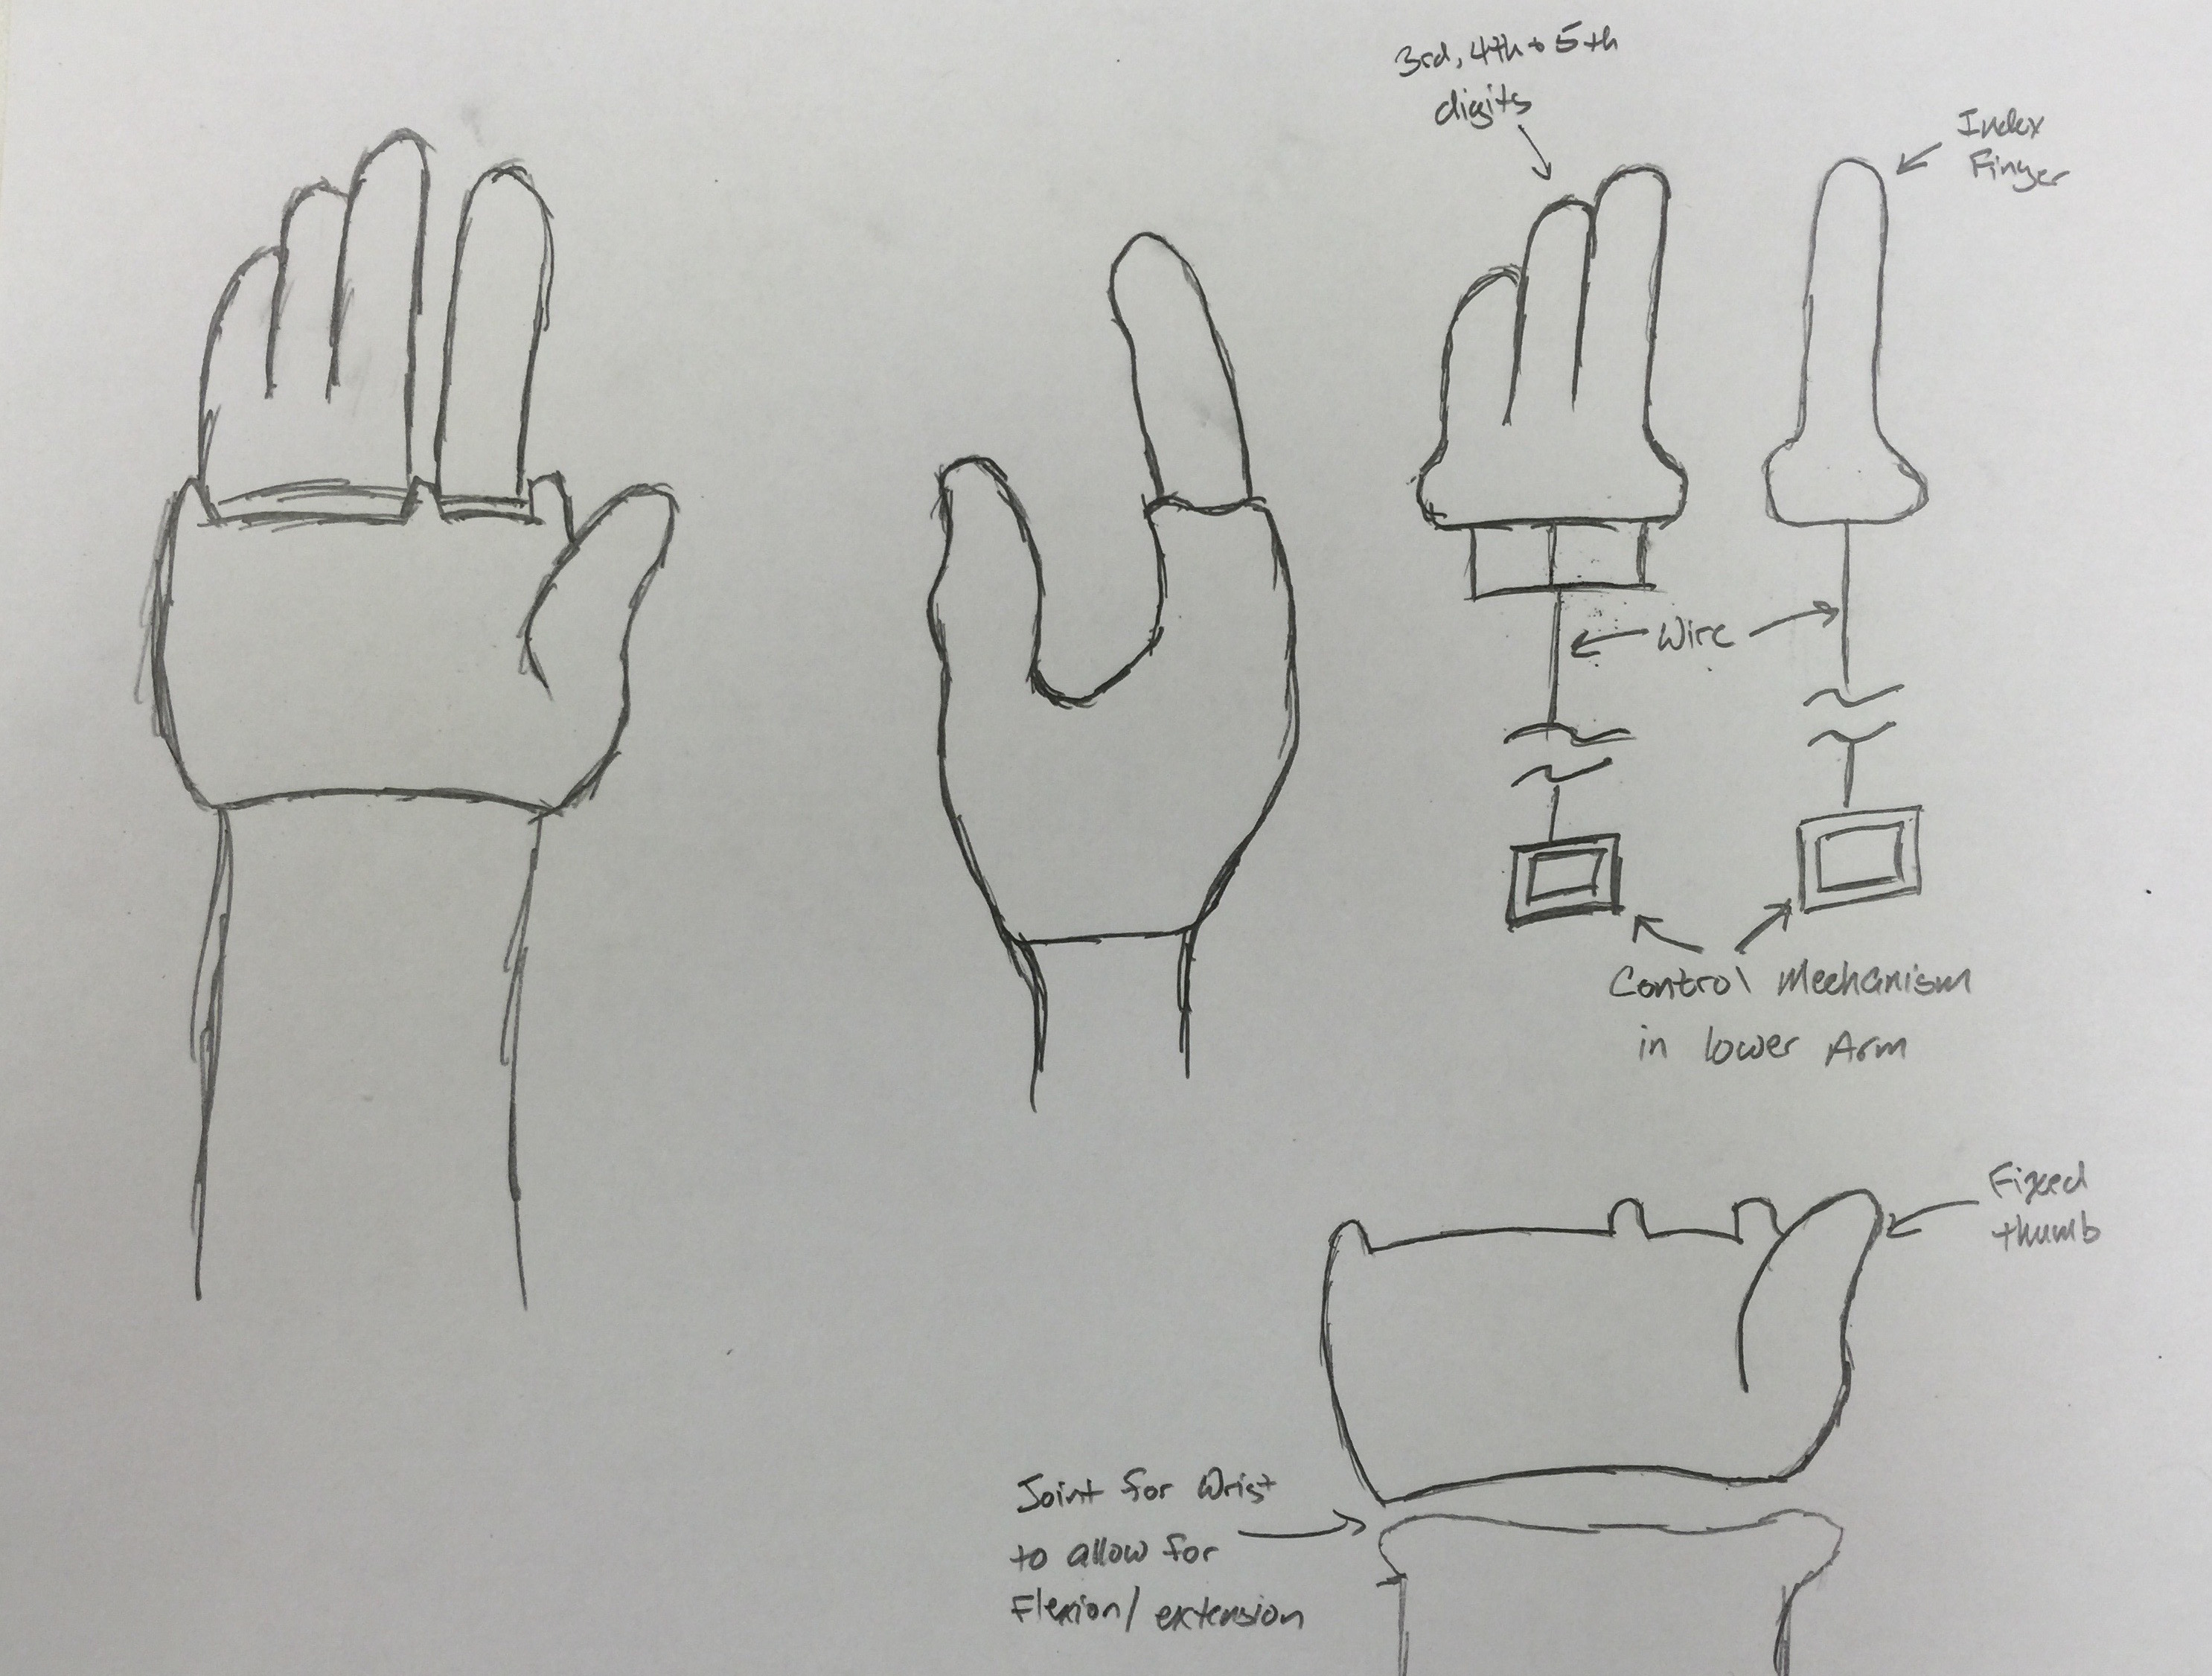 3rd, 4th + 5th
digits
Index
Finger
Wire
Control Mechanism
in lower Arm
Fixed
thumb
Joint for Wrist
to allow for
Flexion/extension